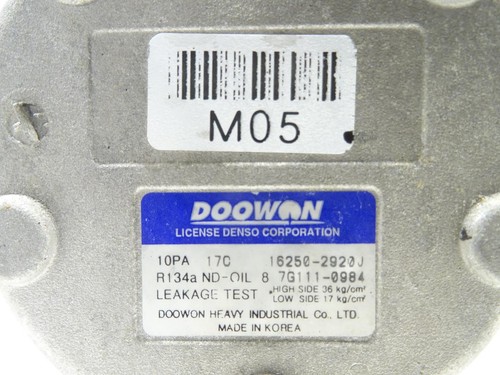 M05
DOOWON
LICENSE DENSO CORPORATION
10PA 17C 16250-2920J
R134a ND-OIL 8 7G111-0984
LEAKAGE TEST . HIGH SIDE 36 kg/cm²
LOW SIDE 17 kg/cm²
DOOWON HEAVY INDUSTRIAL Co., LTD.
MADE IN KOREA